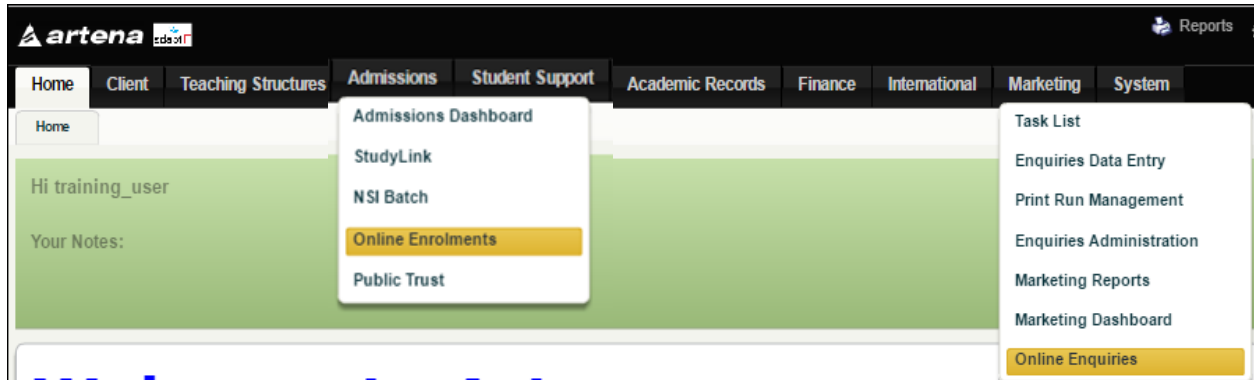 artena
Reports
Home Client Teaching Structures Admissions Student Support Academic Records Finance International Marketing System
Home
Admissions Dashboard
StudyLink
NSI Batch
Online Enrolments
Public Trust
Task List
Enquiries Data Entry
Print Run Management
Enquiries Administration
Marketing Reports
Marketing Dashboard
Online Enquiries
Hi training_user
Your Notes: